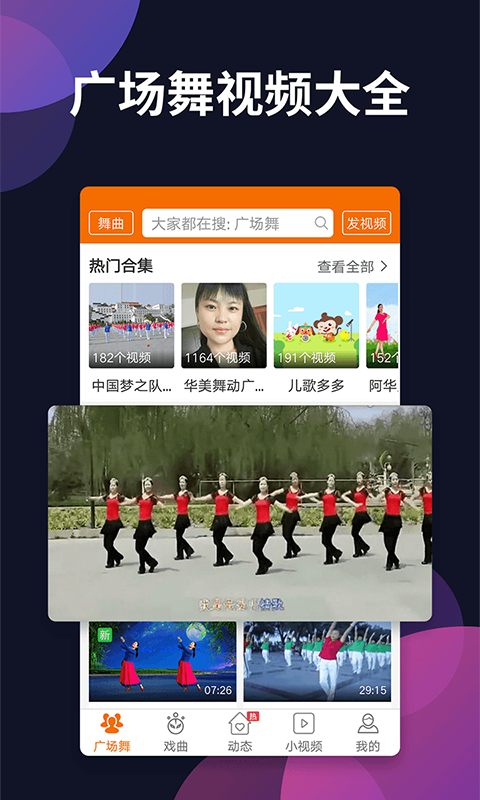 广场舞视频大全
舞曲
大家都在搜: 广场舞
发视频
热门合集
查看全部
182个视频
1164个视频
191个视频
152个
中国梦之队...
华美舞动广...
儿歌多多
阿华
情歌
新
07:26
29:15
广场舞
戏曲
动态
热
小视频
我的